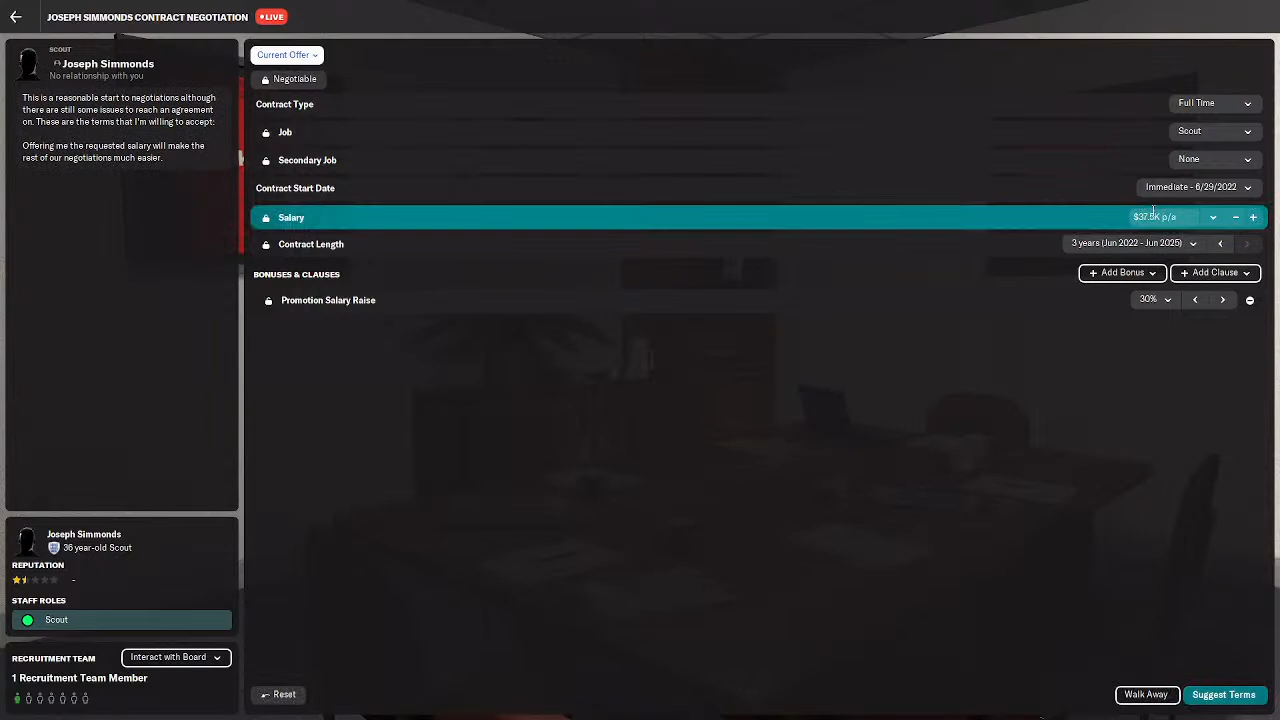 JOSEPH SIMMONDS CONTRACT NEGOTIATION
LIVE
SCOUT
Joseph Simmonds
No relationship with you
This is a reasonable start to negotiations although
there are still some issues to reach an agreement
on. These are the terms that I'm willing to accept:
Offering me the requested salary will make the
rest of our negotiations much easier.
Current Offer
Negotiable
Contract Type Full Time
Job Scout
Secondary Job None
Contract Start Date Immediate - 6/29/2022
Salary $37.5K p/a
Contract Length 3 years (Jun 2022 - Jun 2025)
BONUSES & CLAUSES + Add Bonus + Add Clause
Promotion Salary Raise 30%
Joseph Simmonds
36 year-old Scout
REPUTATION
-
STAFF ROLES
Scout
RECRUITMENT TEAM Interact with Board
1 Recruitment Team Member
Reset
Walk Away Suggest Terms